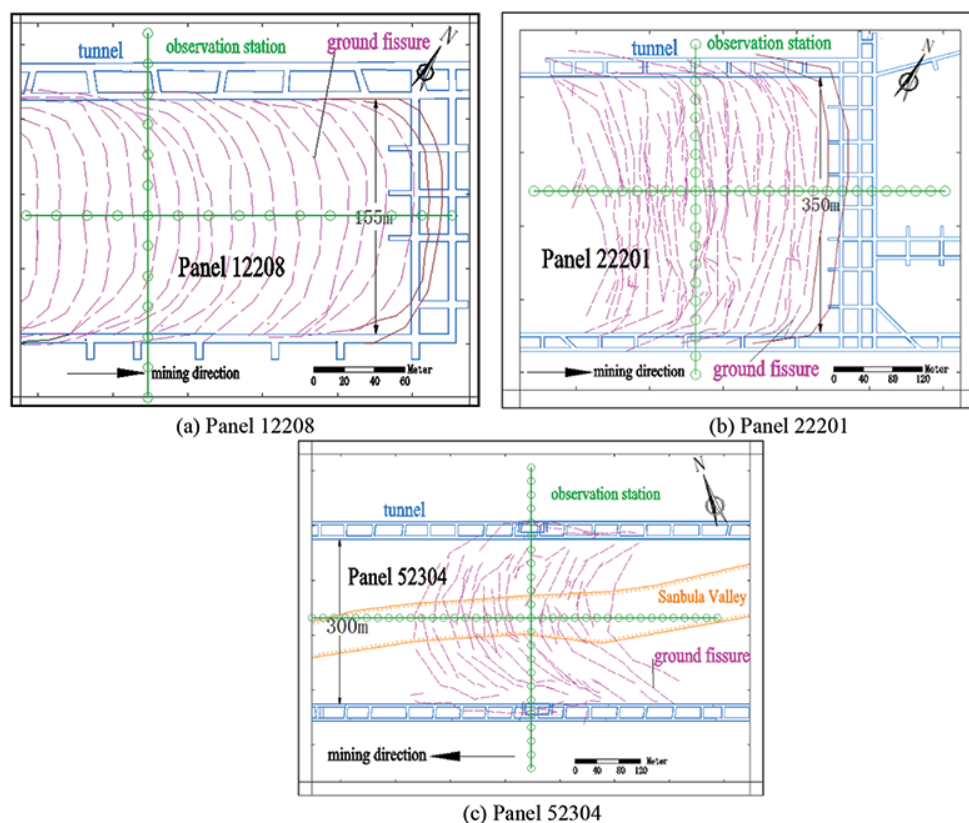 observation station
ground fissure
N
tunnel
155m
Panel 12208
mining direction
Meter
0 20 40 60
(a) Panel 12208
tunnel
observation station
N
350m
Panel 22201
ground fissure
mining direction
Meter
0 40 80 120
(b) Panel 22201
N
tunnel
observation station
Panel 52304
Sanbula Valley
300m
ground fissure
mining direction
Meter
0 40 80 120
(c) Panel 52304